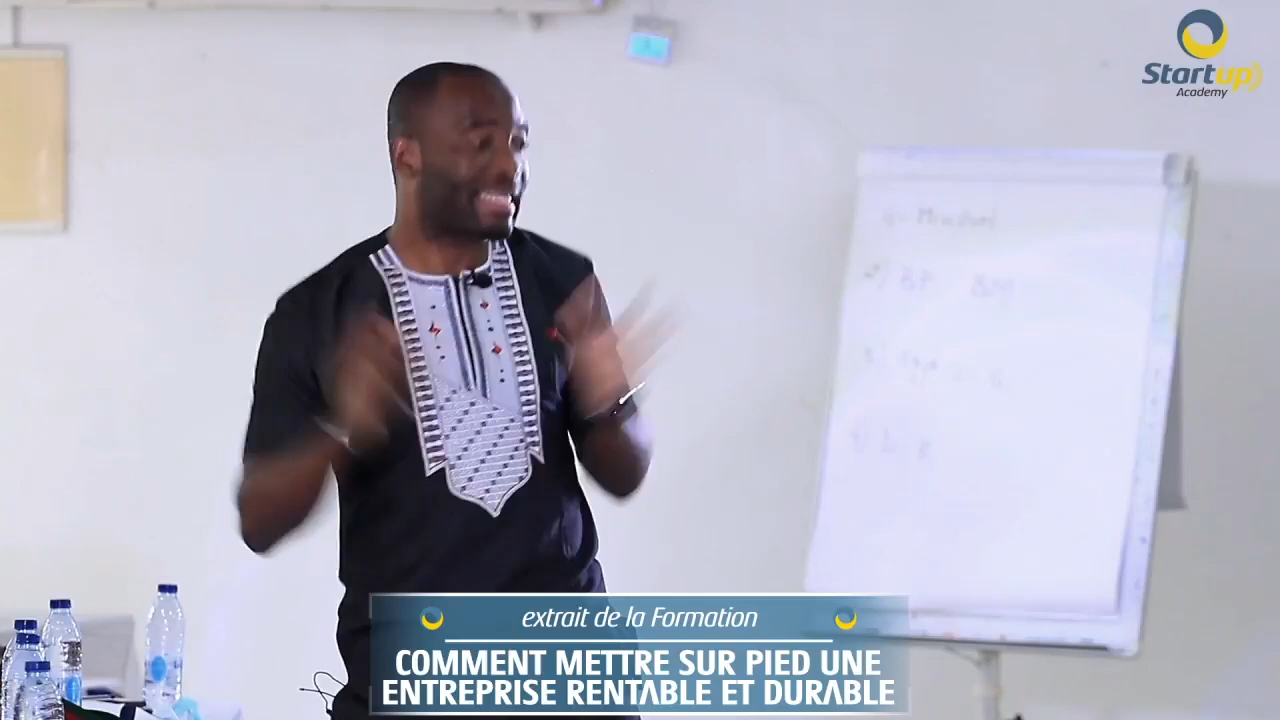 Startup
Academy
extrait de la Formation
COMMENT METTRE SUR PIED UNE
ENTREPRISE RENTABLE ET DURABLE